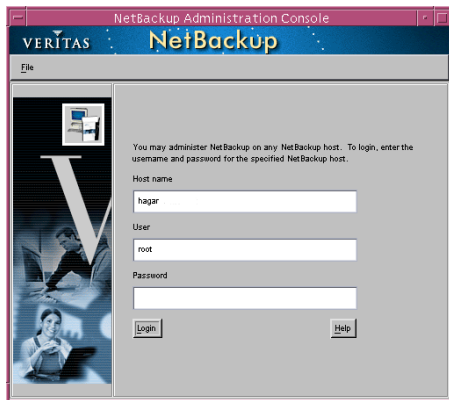 NetBackup Administration Console
VERITAS NetBackup
File
V
You may administer NetBackup on any NetBackup host. To login, enter the
username and password for the specified NetBackup host.
Host name
hagar
User
root
Password
Login Help